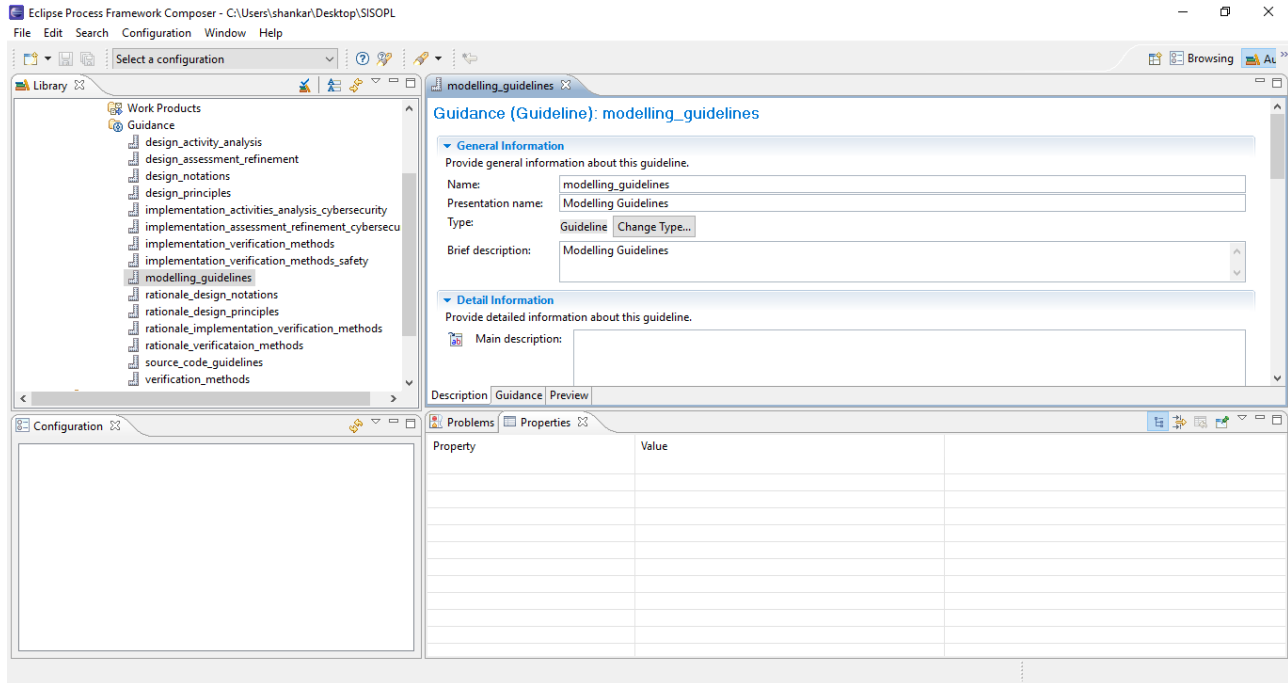 Eclipse Process Framework Composer - C:\Users\shankar\Desktop\SISOPL
File Edit Search Configuration Window Help
Select a configuration
Browsing Au
Library
Work Products
Guidance
design_activity_analysis
design_assessment_refinement
design_notations
design_principles
implementation_activities_analysis_cybersecurity
implementation_assessment_refinement_cybersecu
implementation_verification_methods
implementation_verification_methods_safety
modelling_guidelines
rationale_design_notations
rationale_design_principles
rationale_implementation_verification_methods
rationale_verificataion_methods
source_code_guidelines
verification_methods
modelling_guidelines
Guidance (Guideline): modelling_guidelines
General Information
Provide general information about this guideline.
Name: modelling_guidelines
Presentation name: Modelling Guidelines
Type: Guideline Change Type...
Brief description: Modelling Guidelines
Detail Information
Provide detailed information about this guideline.
Main description:
Description Guidance Preview
Configuration
Problems Properties
Property Value